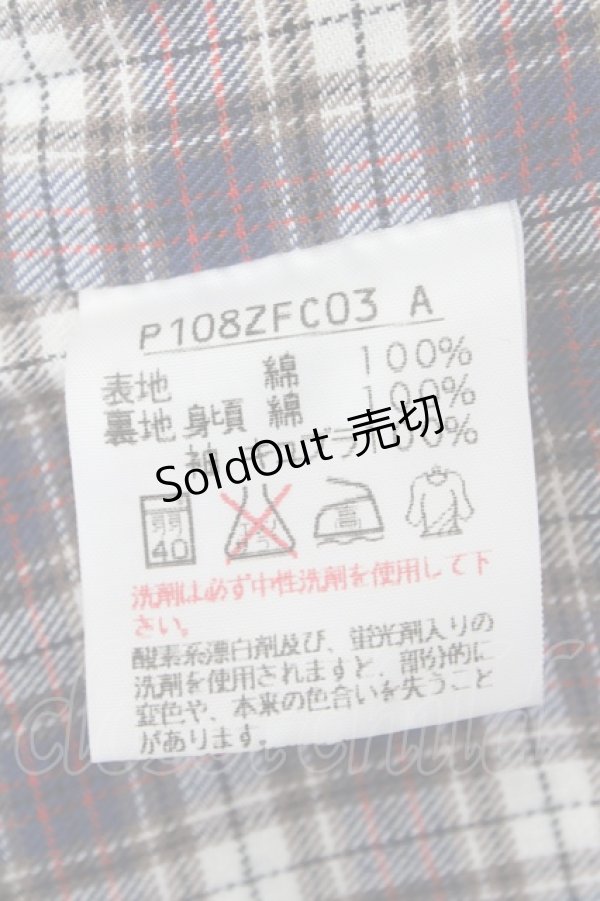 P108ZFC03 A
表地 綿 100%
裏地 身頃 綿 100%
袖 00%
SoldOut 売切
弱
40
高
洗剤は必ず中性洗剤を使用して下
さい。
酸素系漂白剤及び、蛍光剤入りの
洗剤を使用されますと、部分的に
変色や、本来の色合いを失うこと
があります。